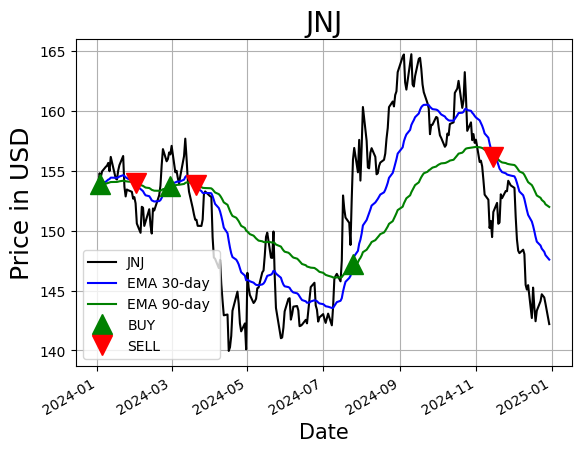 JNJ
Price in USD
165
160
155
150
145
140
JNJ
EMA 30-day
EMA 90-day
BUY
SELL
2024-01
2024-03
2024-05
2024-07
2024-09
2024-11
2025-01
Date